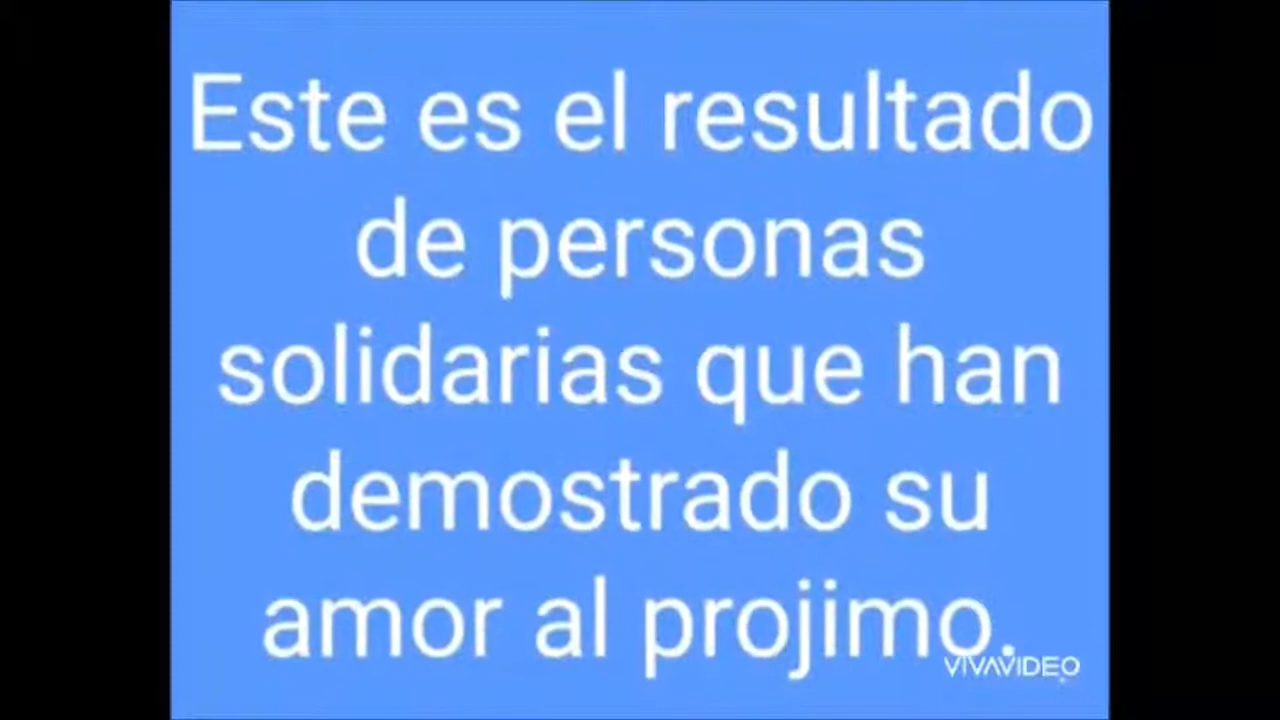 Este es el resultado
de personas
solidarias que han
demostrado su
amor al projimo.
VIVAVIDEO